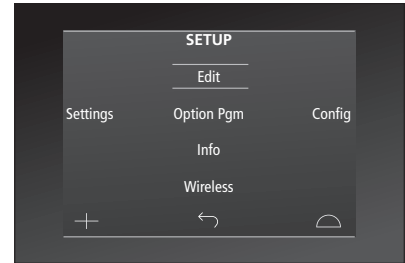 SETUP
Edit
Settings Option Pgm Config
Info
Wireless